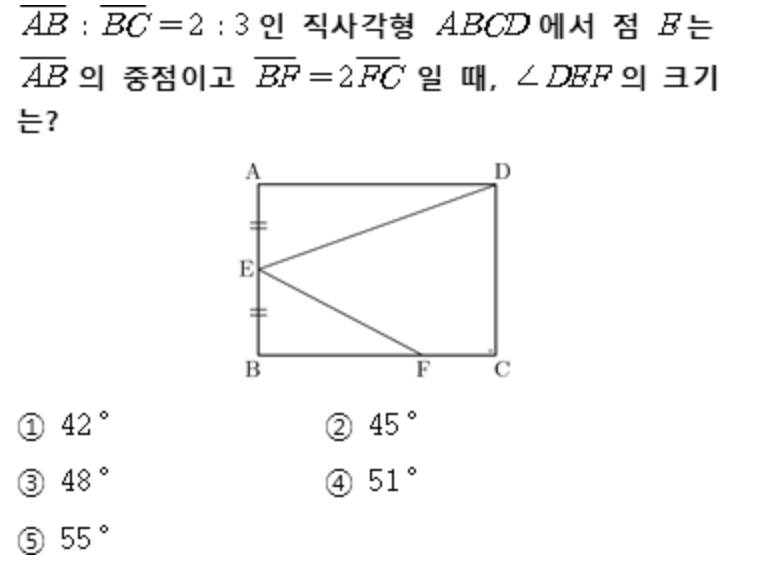 AB : BC = 2 : 3 인 직사각형 ABCD 에서 점 E 는
AB 의 중점이고 BF = 2FC 일 때, ∠DEF 의 크기
는?
A D
E
B F C
① 42° ② 45°
③ 48° ④ 51°
⑤ 55°